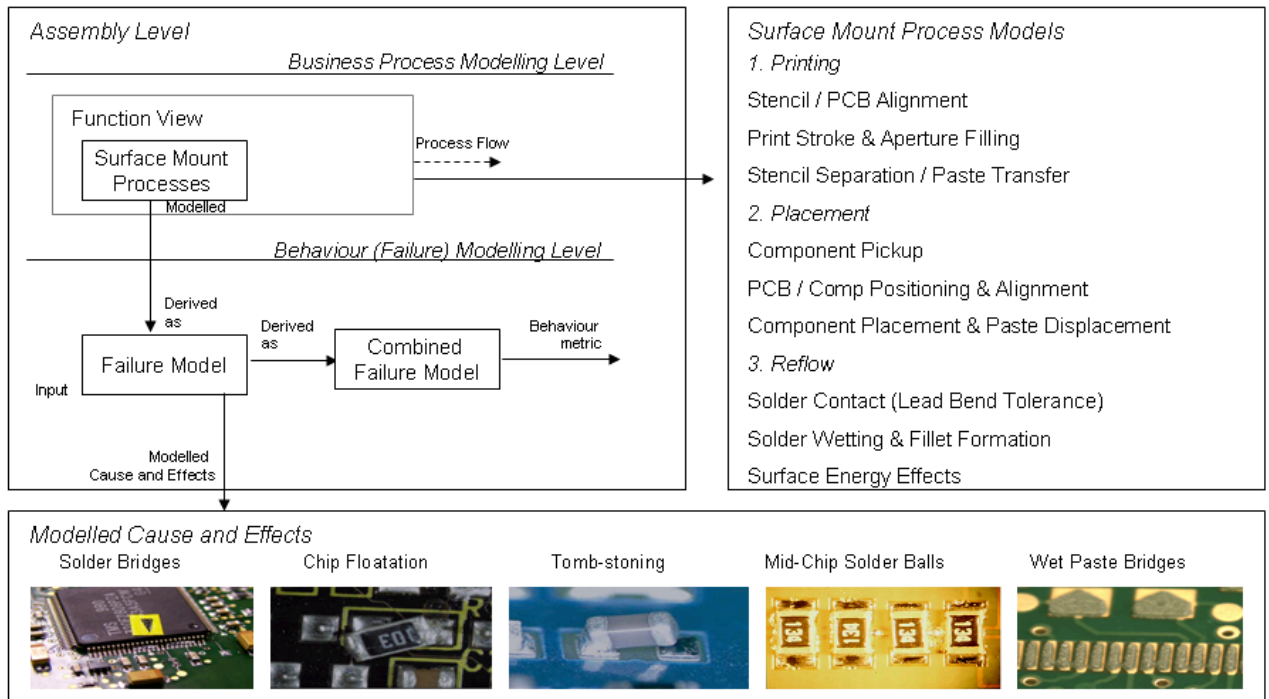 Assembly Level
Business Process Modelling Level
Function View
Surface Mount
Processes
Modelled
Process Flow
Behaviour (Failure) Modelling Level
Derived
as
Failure Model
Input
Derived
as
Combined
Failure Model
Behaviour
metric
Modelled
Cause and Effects
Surface Mount Process Models
1. Printing
Stencil / PCB Alignment
Print Stroke & Aperture Filling
Stencil Separation / Paste Transfer
2. Placement
Component Pickup
PCB / Comp Positioning & Alignment
Component Placement & Paste Displacement
3. Reflow
Solder Contact (Lead Bend Tolerance)
Solder Wetting & Fillet Formation
Surface Energy Effects
Modelled Cause and Effects
Solder Bridges
Chip Floatation
Tomb-stoning
Mid-Chip Solder Balls
Wet Paste Bridges